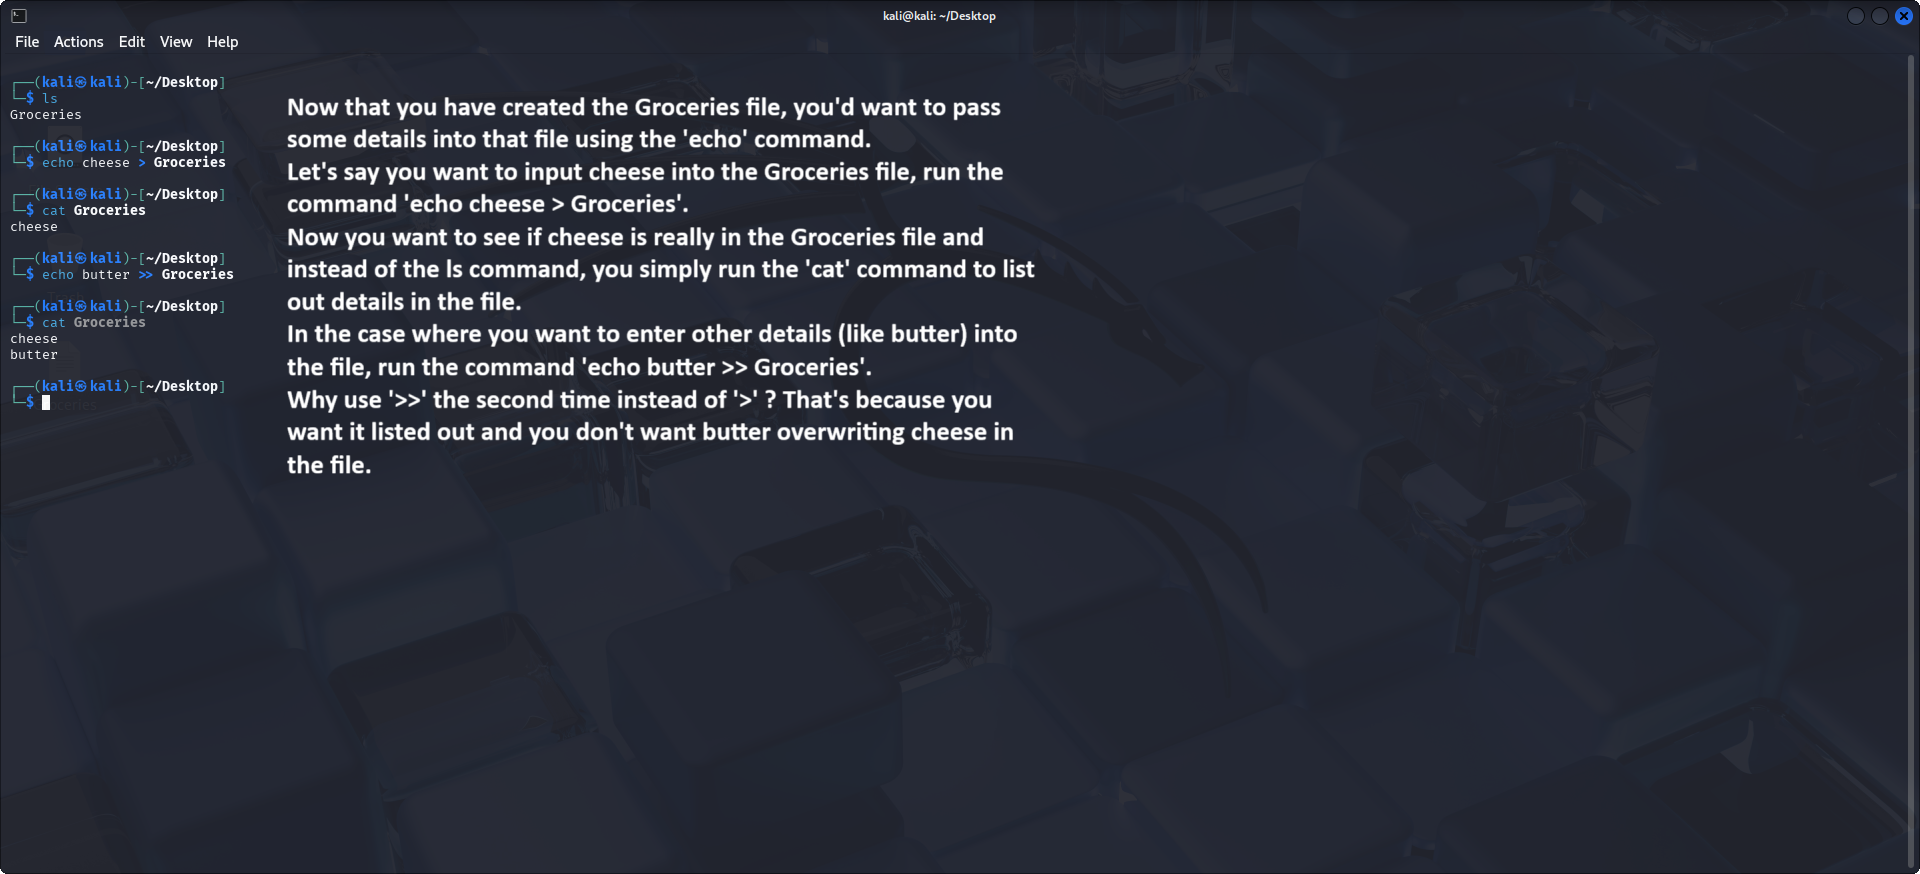 kali@kali: ~/Desktop
File Actions Edit View Help
┌──(kali㉿kali)-[~/Desktop]
└─$ ls
Groceries
┌──(kali㉿kali)-[~/Desktop]
└─$ echo cheese > Groceries
┌──(kali㉿kali)-[~/Desktop]
└─$ cat Groceries
cheese
┌──(kali㉿kali)-[~/Desktop]
└─$ echo butter >> Groceries
┌──(kali㉿kali)-[~/Desktop]
└─$ cat Groceries
cheese
butter
┌──(kali㉿kali)-[~/Desktop]
└─$
Now that you have created the Groceries file, you'd want to pass
some details into that file using the 'echo' command.
Let's say you want to input cheese into the Groceries file, run the
command 'echo cheese > Groceries'.
Now you want to see if cheese is really in the Groceries file and
instead of the ls command, you simply run the 'cat' command to list
out details in the file.
In the case where you want to enter other details (like butter) into
the file, run the command 'echo butter >> Groceries'.
Why use '>>' the second time instead of '>' ? That's because you
want it listed out and you don't want butter overwriting cheese in
the file.